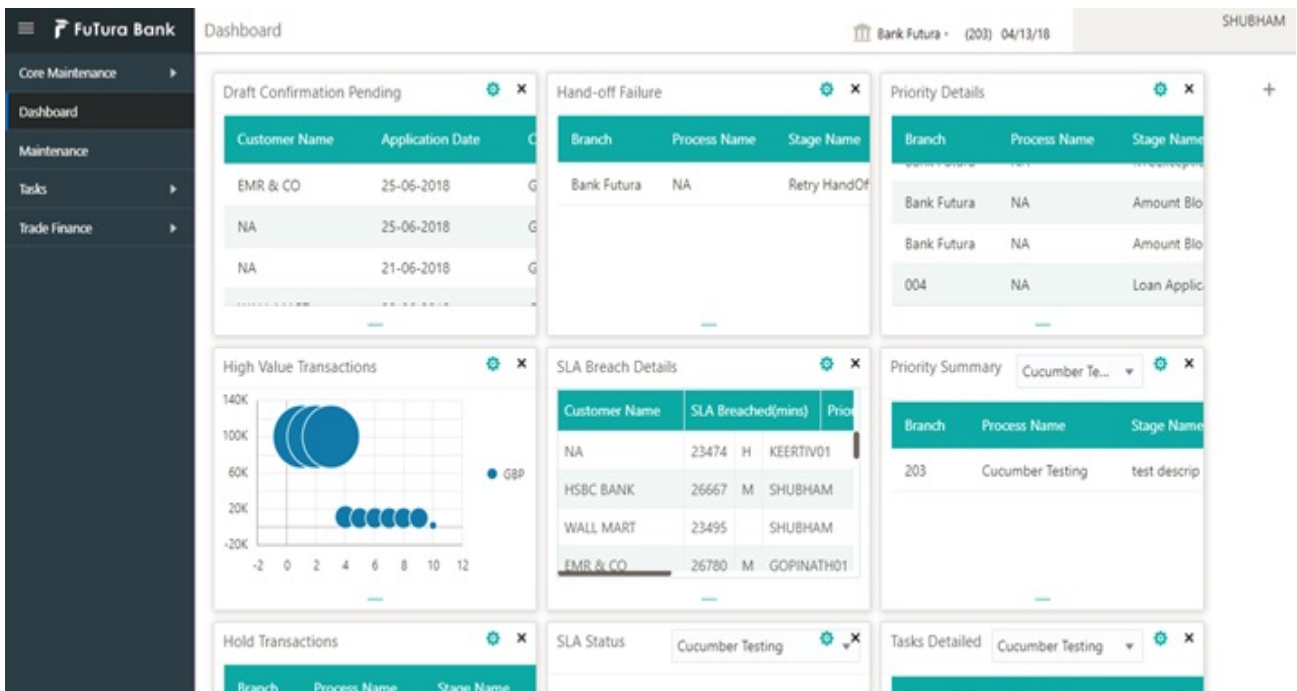 FuTura Bank
Dashboard
Bank Futura - (203) 04/13/18
SHUBHAM
Core Maintenance
Dashboard
Maintenance
Tasks
Trade Finance
Draft Confirmation Pending
Customer Name Application Date
EMR & CO 25-06-2018 G
NA 25-06-2018 G
NA 21-06-2018 G
Hand-off Failure
Branch Process Name Stage Name
Bank Futura NA Retry HandOf
Priority Details
Branch Process Name Stage Name
Bank Futura NA Amount Blo
Bank Futura NA Amount Blo
004 NA Loan Applic
High Value Transactions
140K
100K
60K
20K
-20K
-2 0 2 4 6 8 10 12
GBP
SLA Breach Details
Customer Name SLA Breached(mins) Prior
NA 23474 H KEERTIV01
HSBC BANK 26667 M SHUBHAM
WALL MART 23495 SHUBHAM
EMR & CO 26780 M GOPINATH01
Priority Summary Cucumber Te...
Branch Process Name Stage Name
203 Cucumber Testing test descrip
Hold Transactions
Branch Process Name Stage Name
SLA Status Cucumber Testing
Tasks Detailed Cucumber Testing